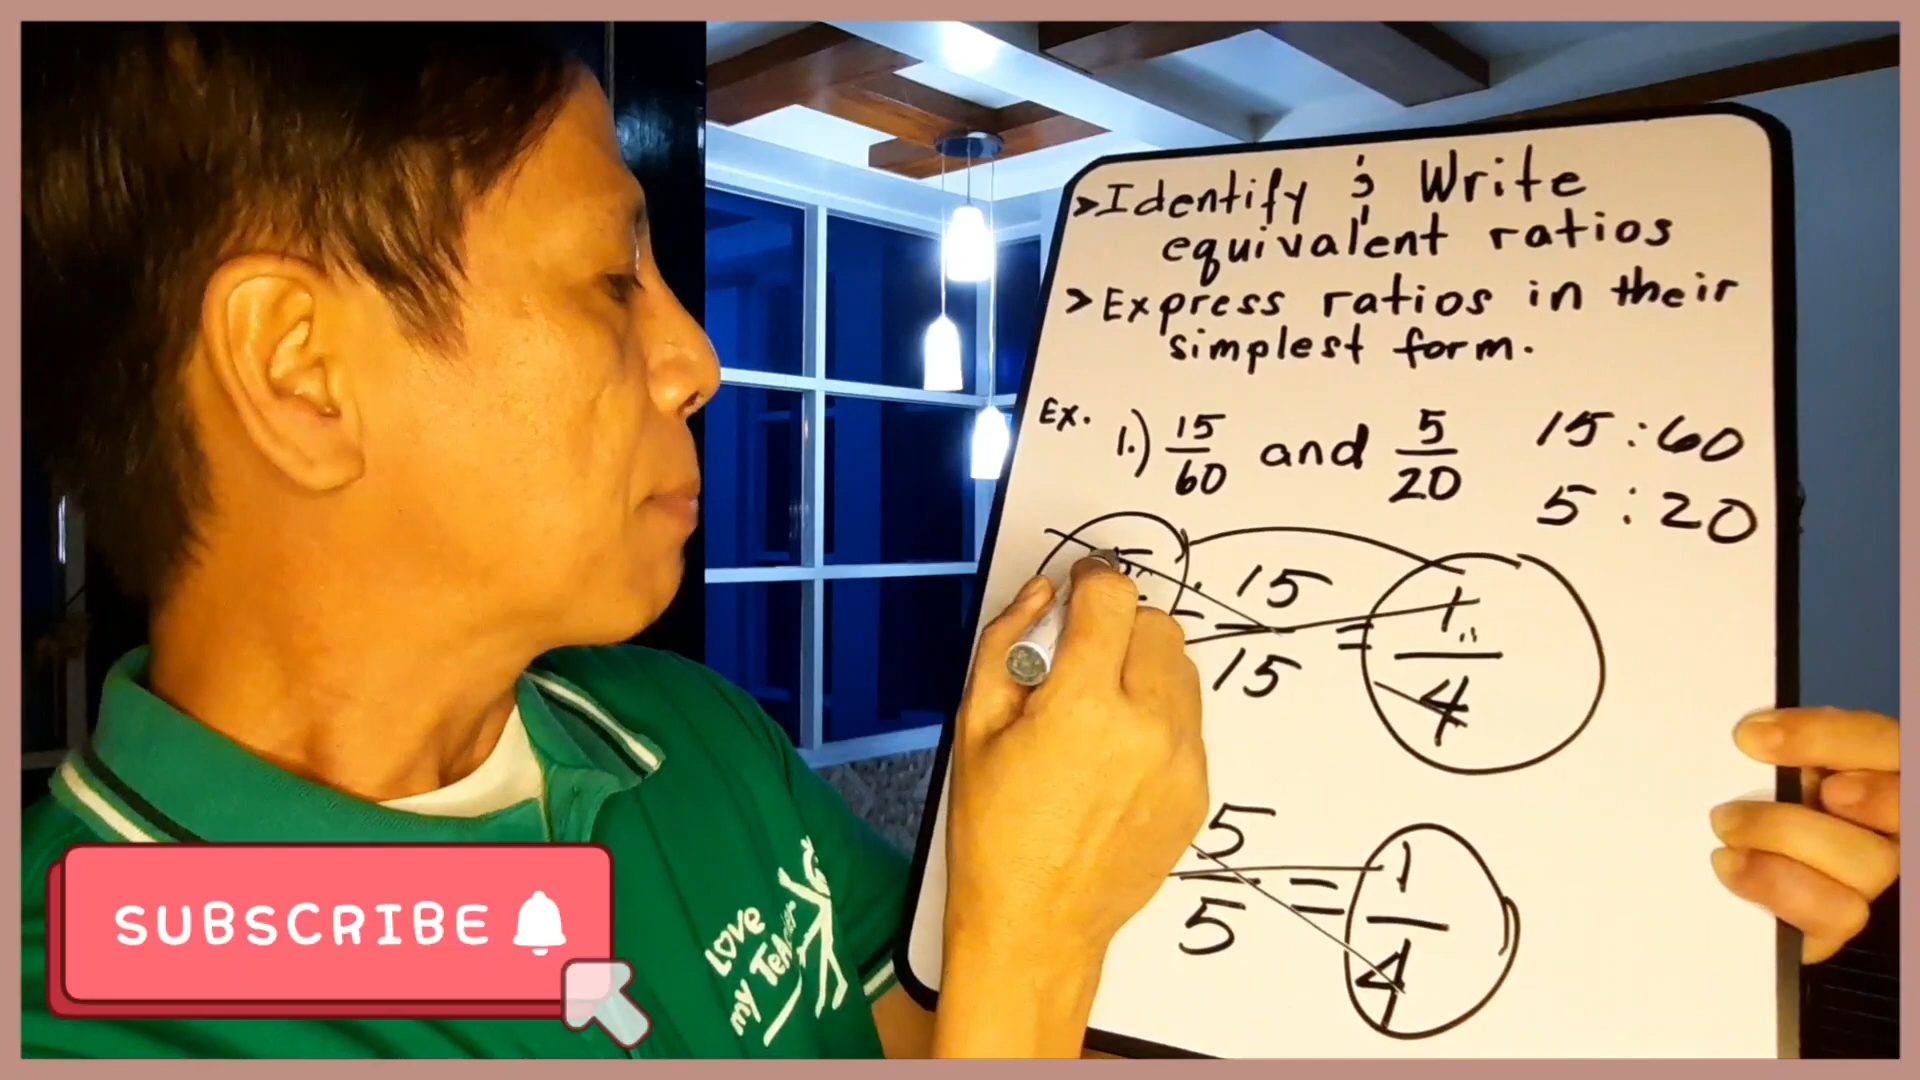 > Identify & Write
equivalent ratios
> Express ratios in their
simplest form.
Ex. 1.) 15/60 and 5/20
15 : 60
5 : 20
÷ 15/15 = 1/4
5/5 = 1/4
LOVE
my TEAcher
SUBSCRIBE